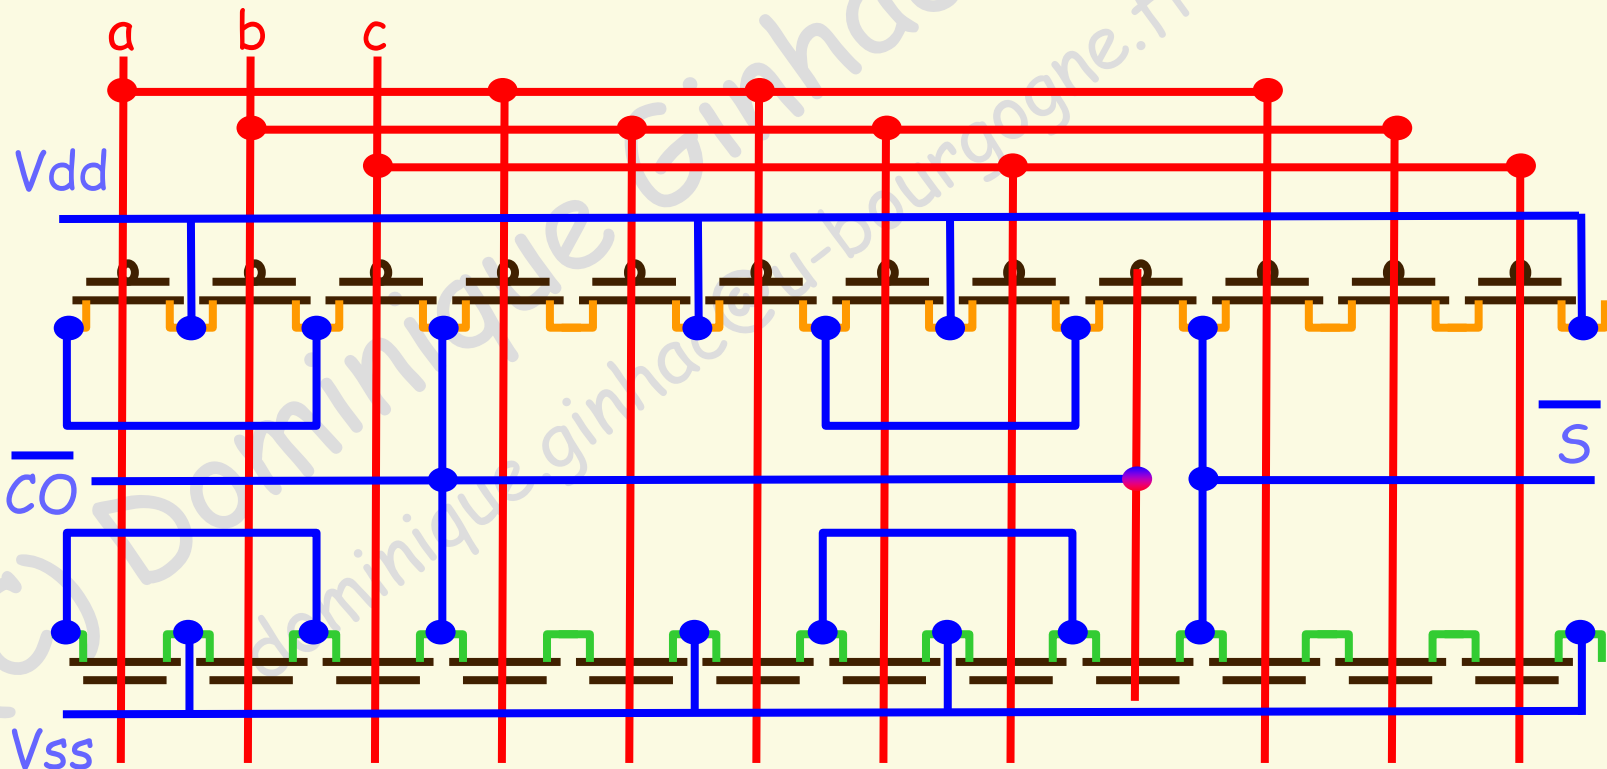 a b c
Vdd
S
CO
Vss
(C) Dominique Ginhac
dominique.ginhac@u-bourgogne.fr